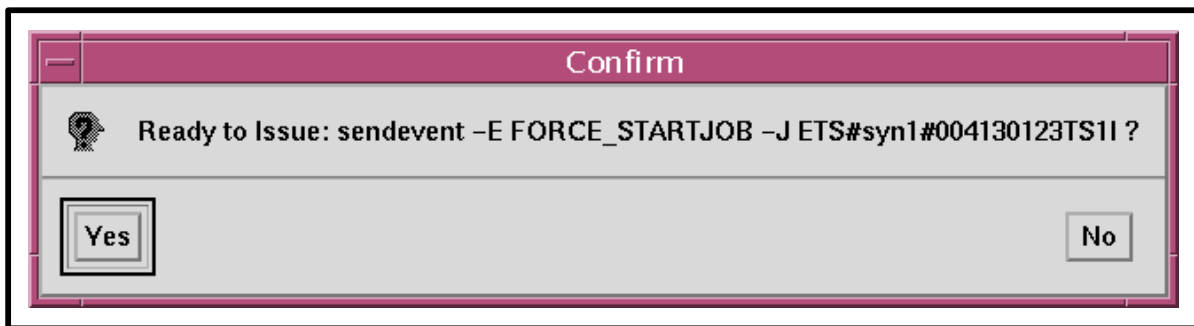 Confirm
Ready to Issue: sendevent –E FORCE_STARTJOB –J ETS#syn1#004130123TS1I ?
Yes
No